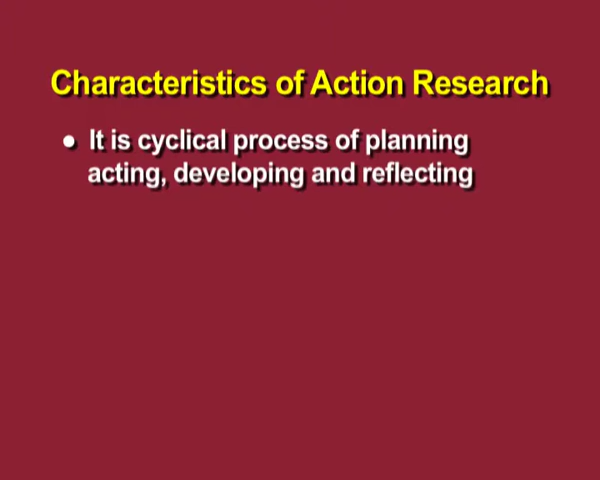 Characteristics of Action Research
• It is cyclical process of planning
acting, developing and reflecting